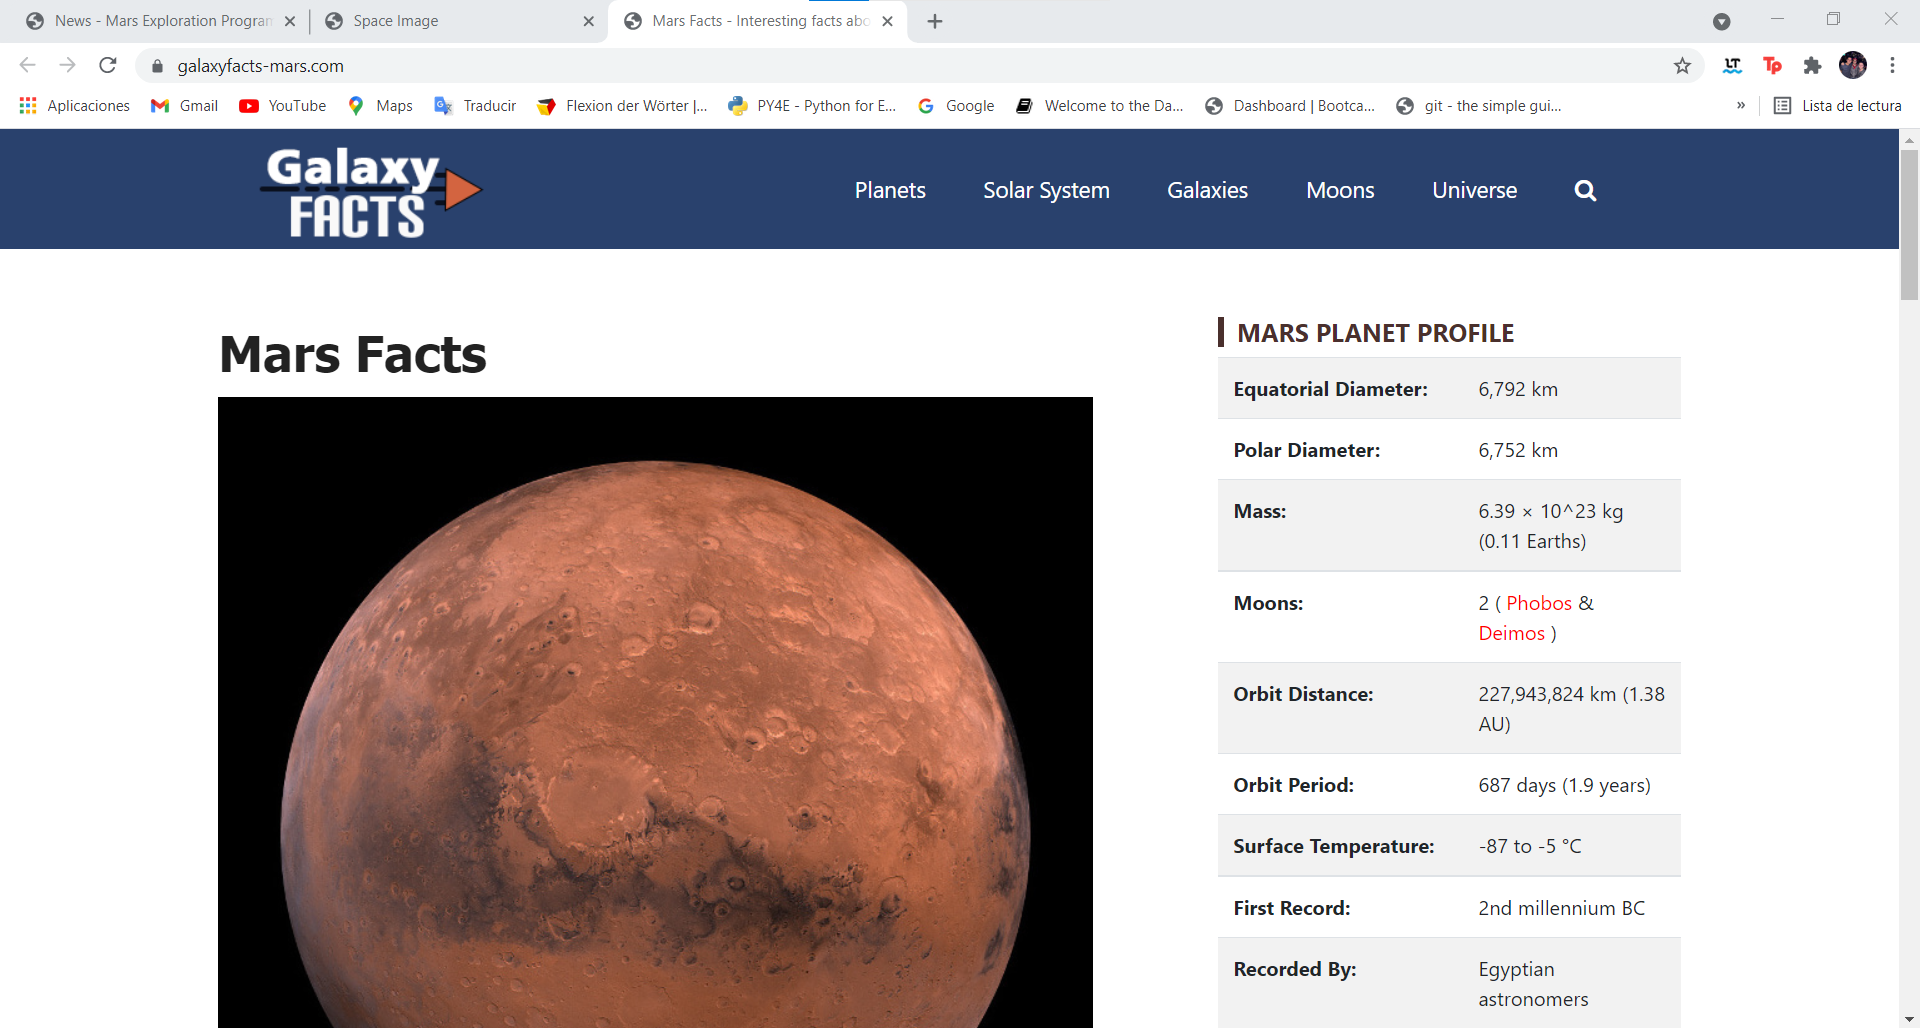 News - Mars Exploration Progran
Space Image
Mars Facts - Interesting facts abo
galaxyfacts-mars.com
LT
Tp
Aplicaciones
Gmail
YouTube
Maps
Traducir
Flexion der Wörter |...
PY4E - Python for E...
Google
Welcome to the Da...
Dashboard | Bootca...
git - the simple gui...
»
Lista de lectura
Galaxy
FACTS
Planets
Solar System
Galaxies
Moons
Universe
Mars Facts
MARS PLANET PROFILE
Equatorial Diameter: 6,792 km
Polar Diameter: 6,752 km
Mass: 6.39 × 10^23 kg
(0.11 Earths)
Moons: 2 ( Phobos &
Deimos )
Orbit Distance: 227,943,824 km (1.38
AU)
Orbit Period: 687 days (1.9 years)
Surface Temperature: -87 to -5 °C
First Record: 2nd millennium BC
Recorded By: Egyptian
astronomers